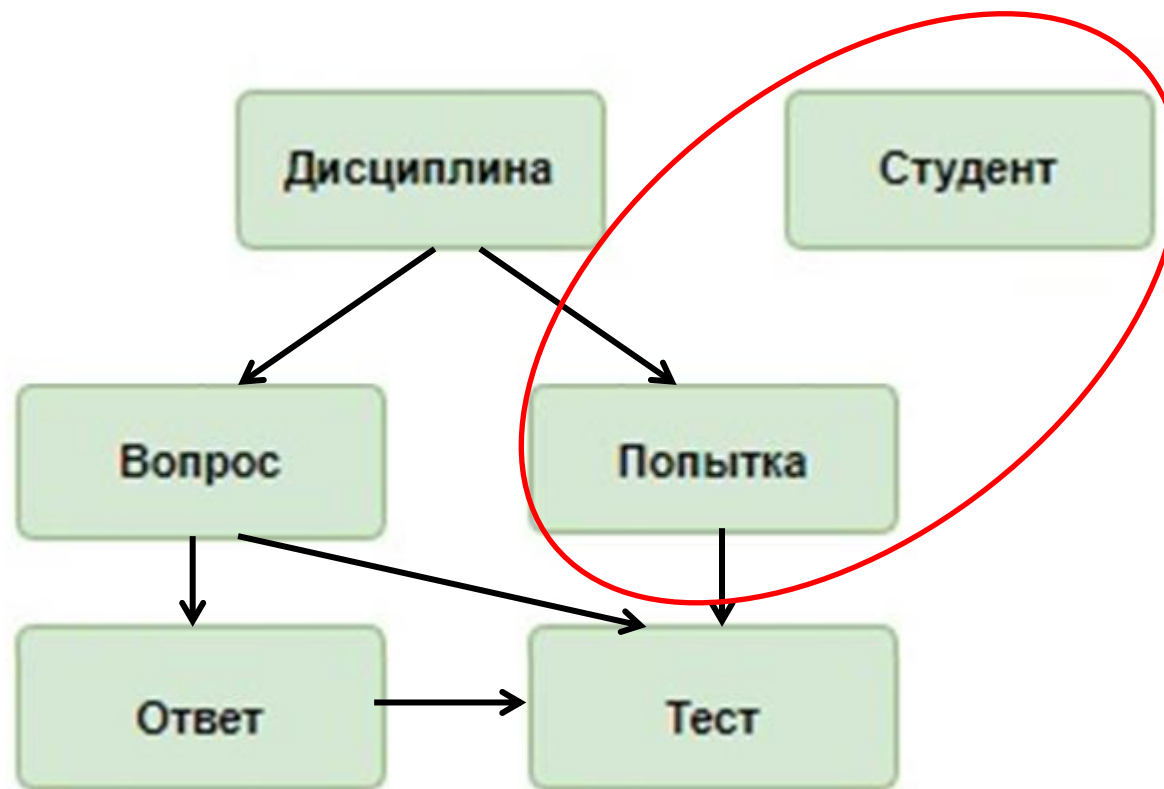 Дисциплина
Студент
Вопрос
Попытка
Ответ
Тест